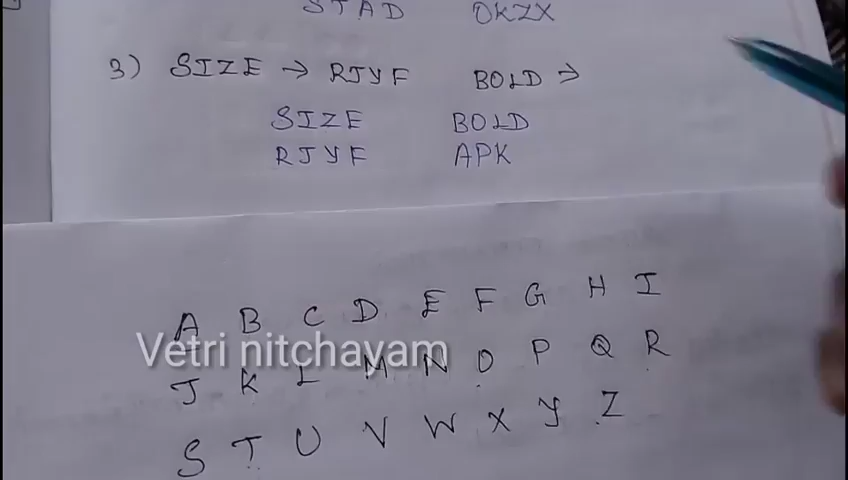 STAD OKZX
3) SIZE → RJYF BOLD →
SIZE BOLD
RJYF APK
A B C D E F G H I
Vetri nitchayam
J K L M N O P Q R
S T U V W X Y Z